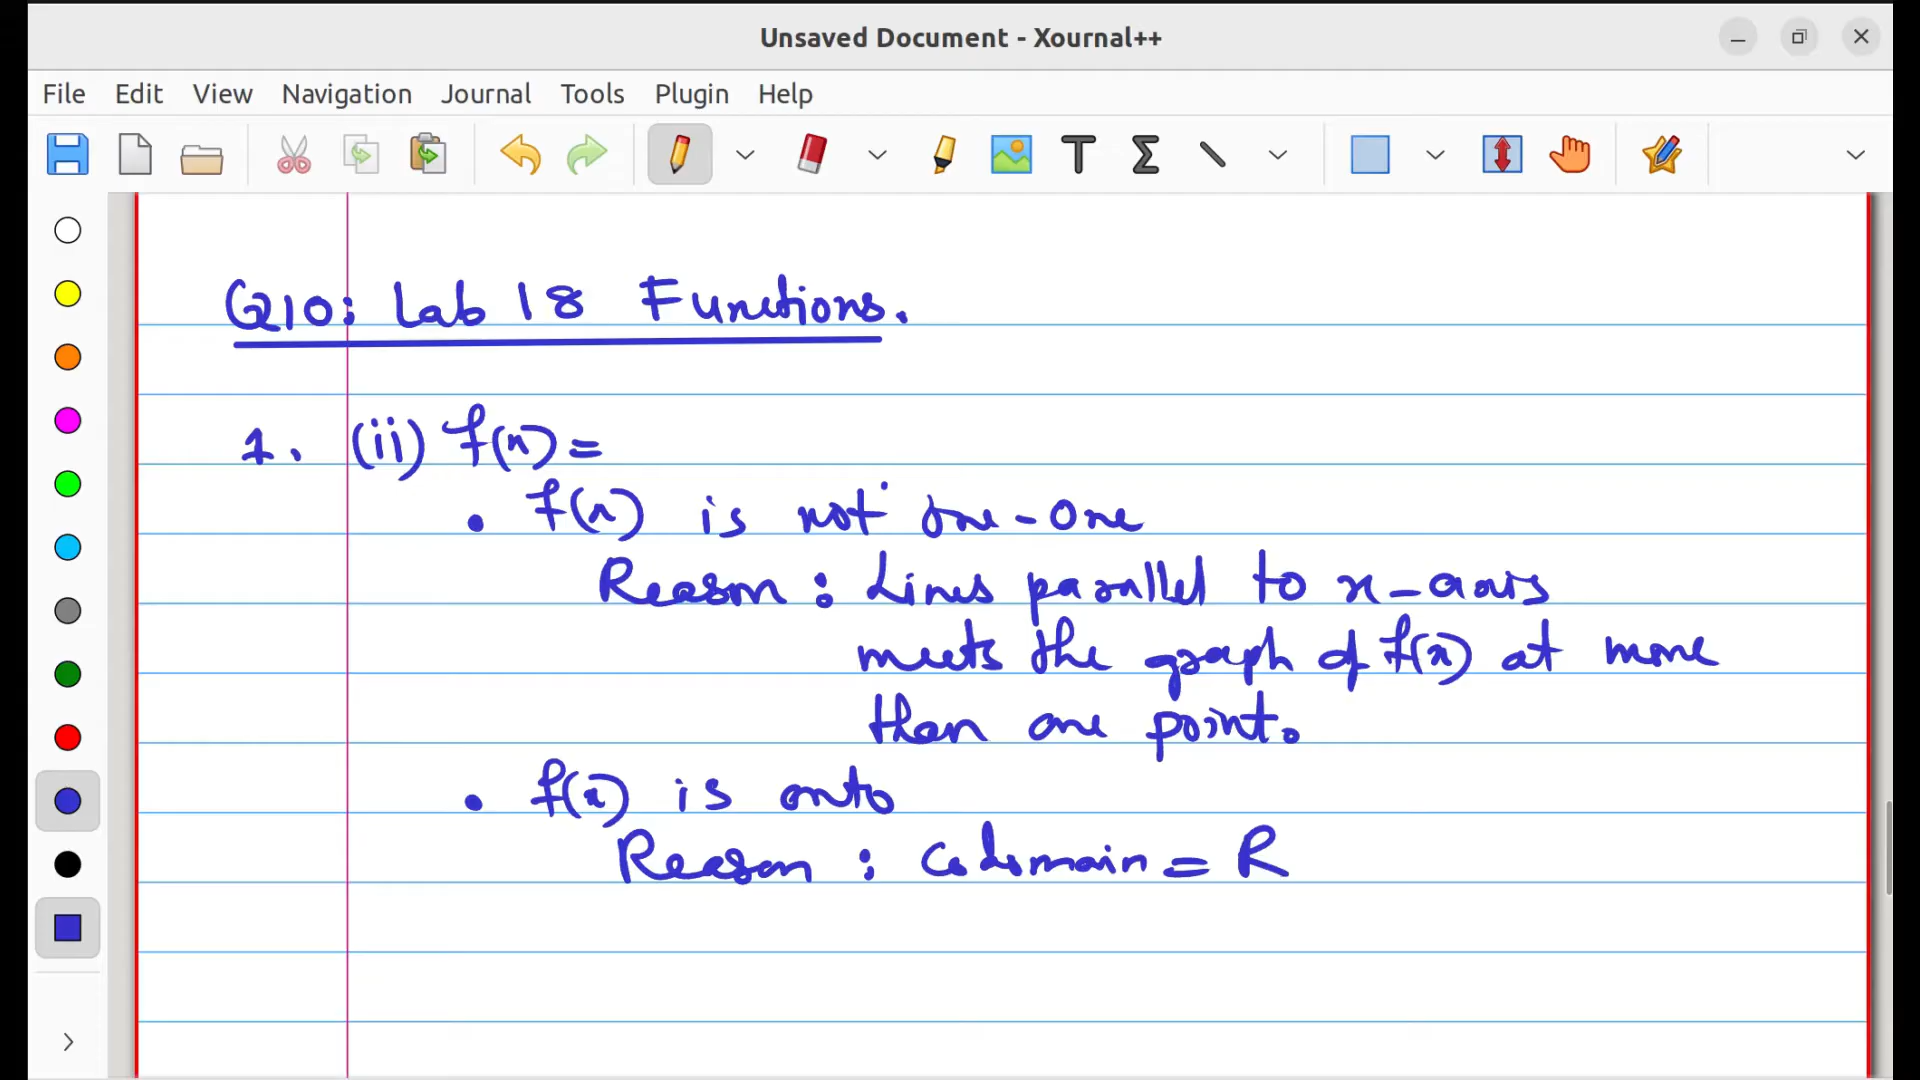 Unsaved Document - Xournal++
File Edit View Navigation Journal Tools Plugin Help
Q10: Lab 18 Functions.
1. (ii) f(x)=
• f(x) is not one-one
Reason: Lines parallel to x-axis
meets the graph of f(x) at more
than one point.
• f(x) is onto
Reason : Codomain = R